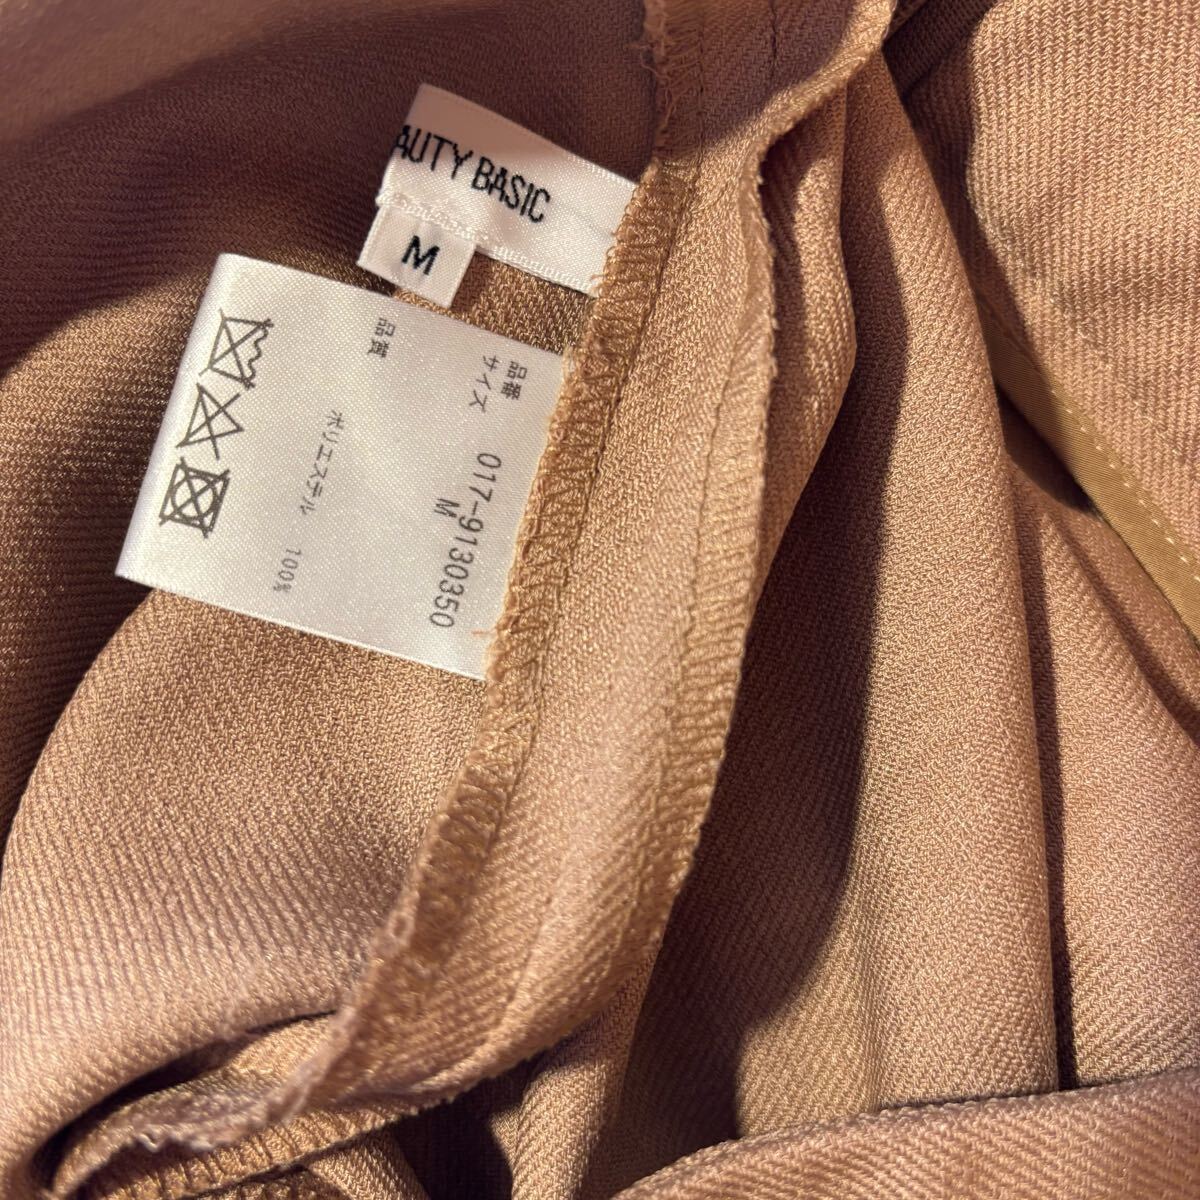 AUTY BASIC
M
品番 017-9130350
サイズ M
品質
ポリエステル 100%